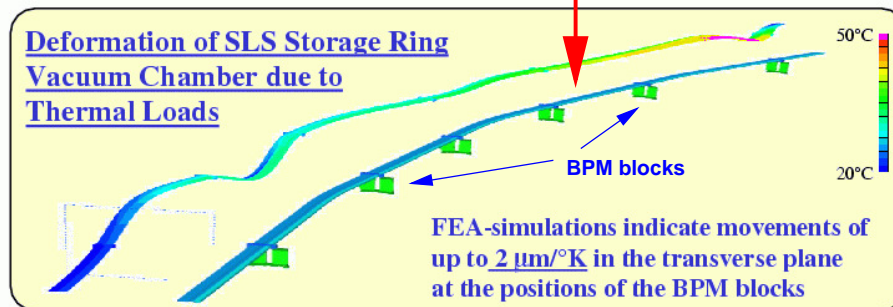 Deformation of SLS Storage Ring
Vacuum Chamber due to
Thermal Loads
50°C
BPM blocks
20°C
FEA-simulations indicate movements of
up to 2 µm/°K in the transverse plane
at the positions of the BPM blocks